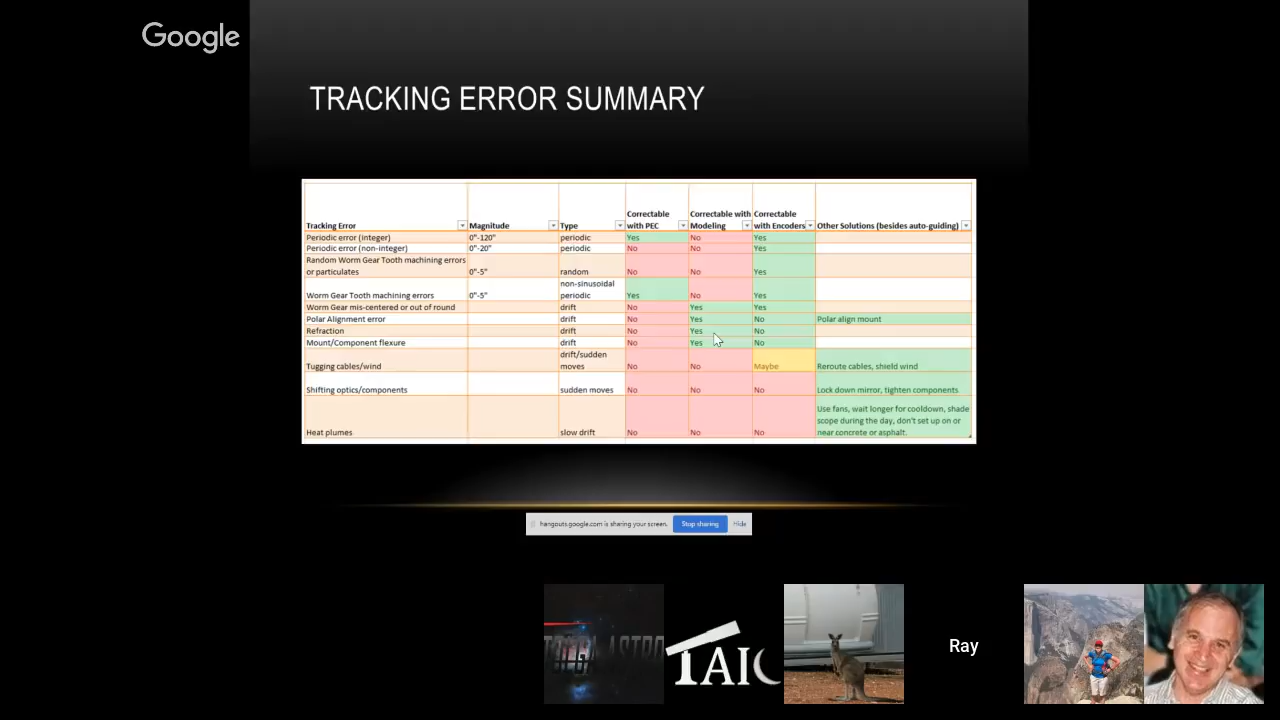 Google
TRACKING ERROR SUMMARY
Tracking Error Magnitude Type Correctable with PEC Correctable with Modeling Correctable with Encoders Other Solutions (besides auto-guiding)
Periodic error (integer) 0"-120" periodic Yes No Yes
Periodic error (non-integer) 0"-20" periodic No No Yes
Random Worm Gear Tooth machining errors or particulates 0"-5" random No No Yes
Worm Gear Tooth machining errors 0"-5" non-sinusoidal periodic Yes No Yes
Worm Gear mis-centered or out of round drift No Yes Yes
Polar Alignment error drift No Yes No Polar align mount
Refraction drift No Yes No
Mount/Component flexure drift No Yes No
Tugging cables/wind drift/sudden moves No No Maybe Reroute cables, shield wind
Shifting optics/components sudden moves No No No Lock down mirror, tighten components
Heat plumes slow drift No No No Use fans, wait longer for cooldown, shade scope during the day, don't set up on or near concrete or asphalt.
hangouts.google.com is sharing your screen. Stop sharing Hide
TAIC
Ray